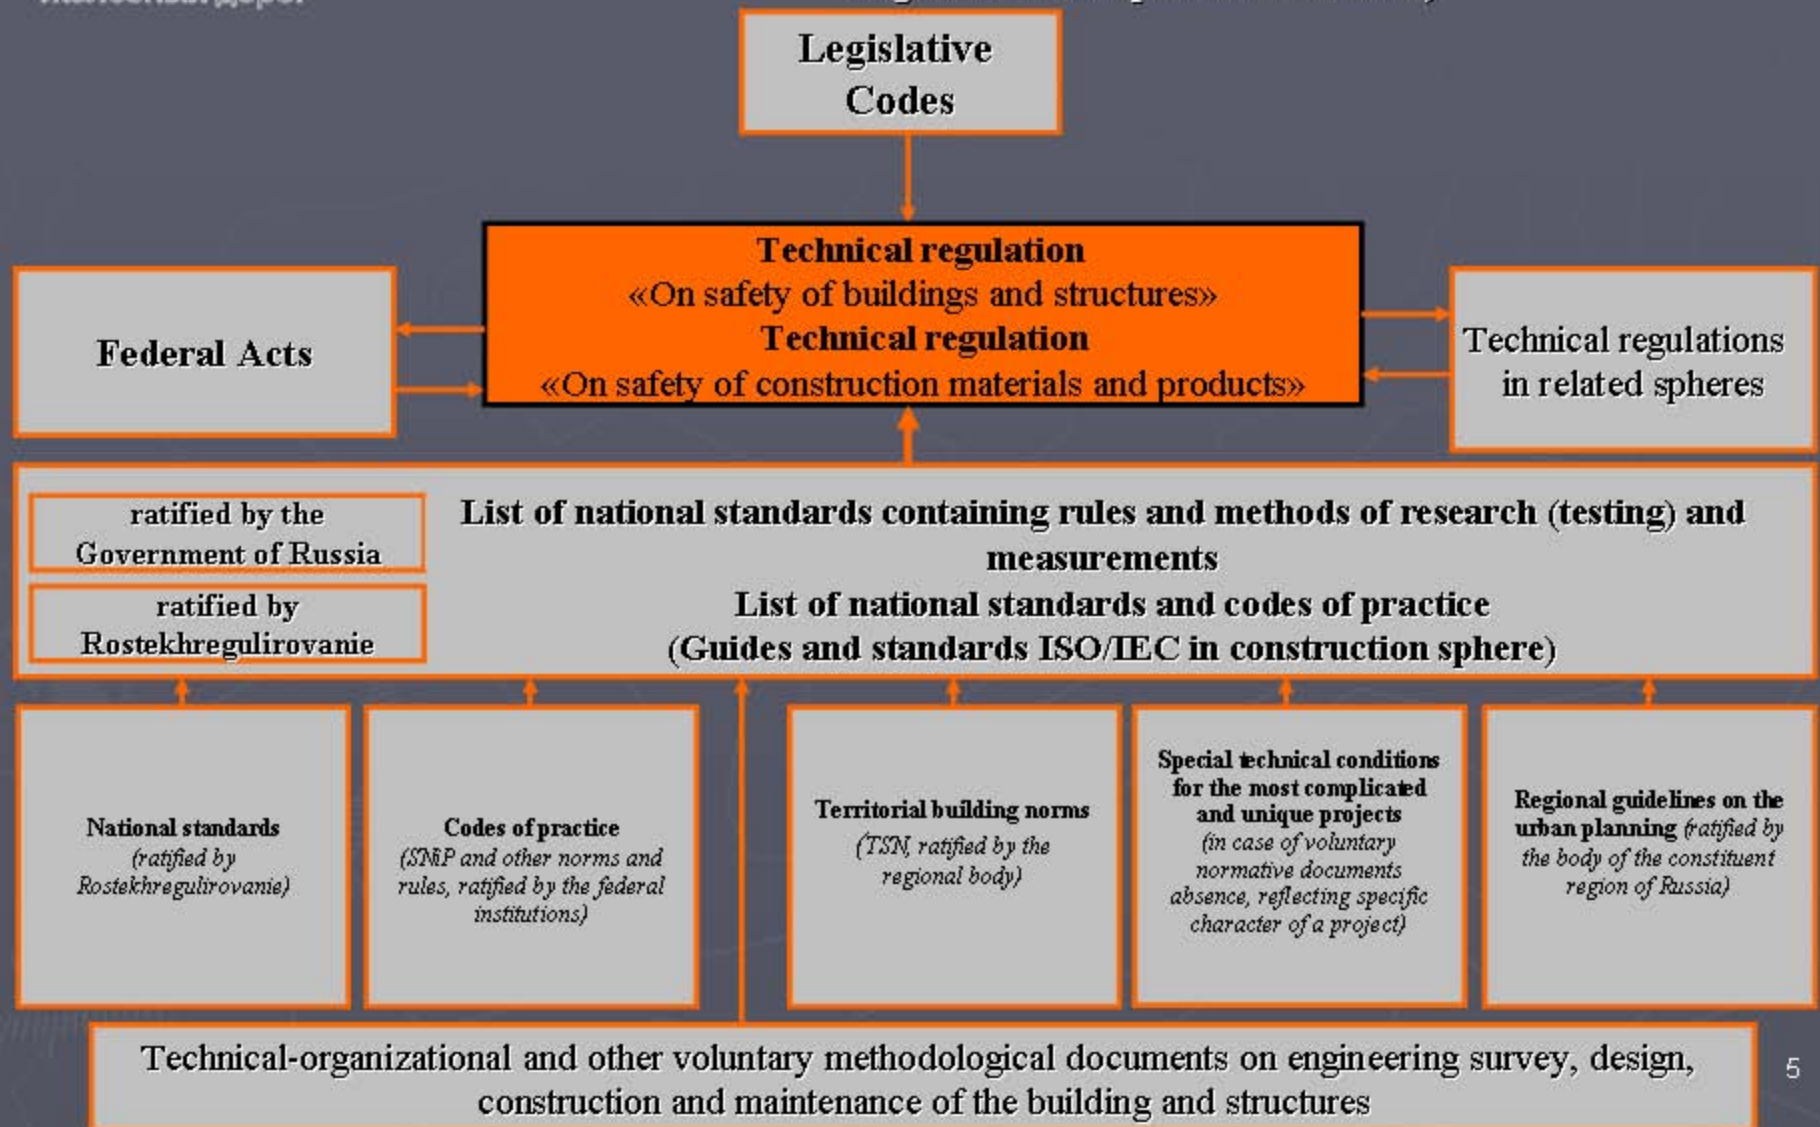 Legislative
Codes
Technical regulation
«On safety of buildings and structures»
Technical regulation
«On safety of construction materials and products»
Federal Acts
Technical regulations
in related spheres
ratified by the
Government of Russia
ratified by
Rostekhregulirovanie
List of national standards containing rules and methods of research (testing) and
measurements
List of national standards and codes of practice
(Guides and standards ISO/IEC in construction sphere)
National standards
(ratified by
Rostekhregulirovanie)
Codes of practice
(SNiP and other norms and
rules, ratified by the federal
institutions)
Territorial building norms
(TSN, ratified by the
regional body)
Special technical conditions
for the most complicated
and unique projects
(in case of voluntary
normative documents
absence, reflecting specific
character of a project)
Regional guidelines on the
urban planning (ratified by
the body of the constituent
region of Russia)
Technical-organizational and other voluntary methodological documents on engineering survey, design,
construction and maintenance of the building and structures
5